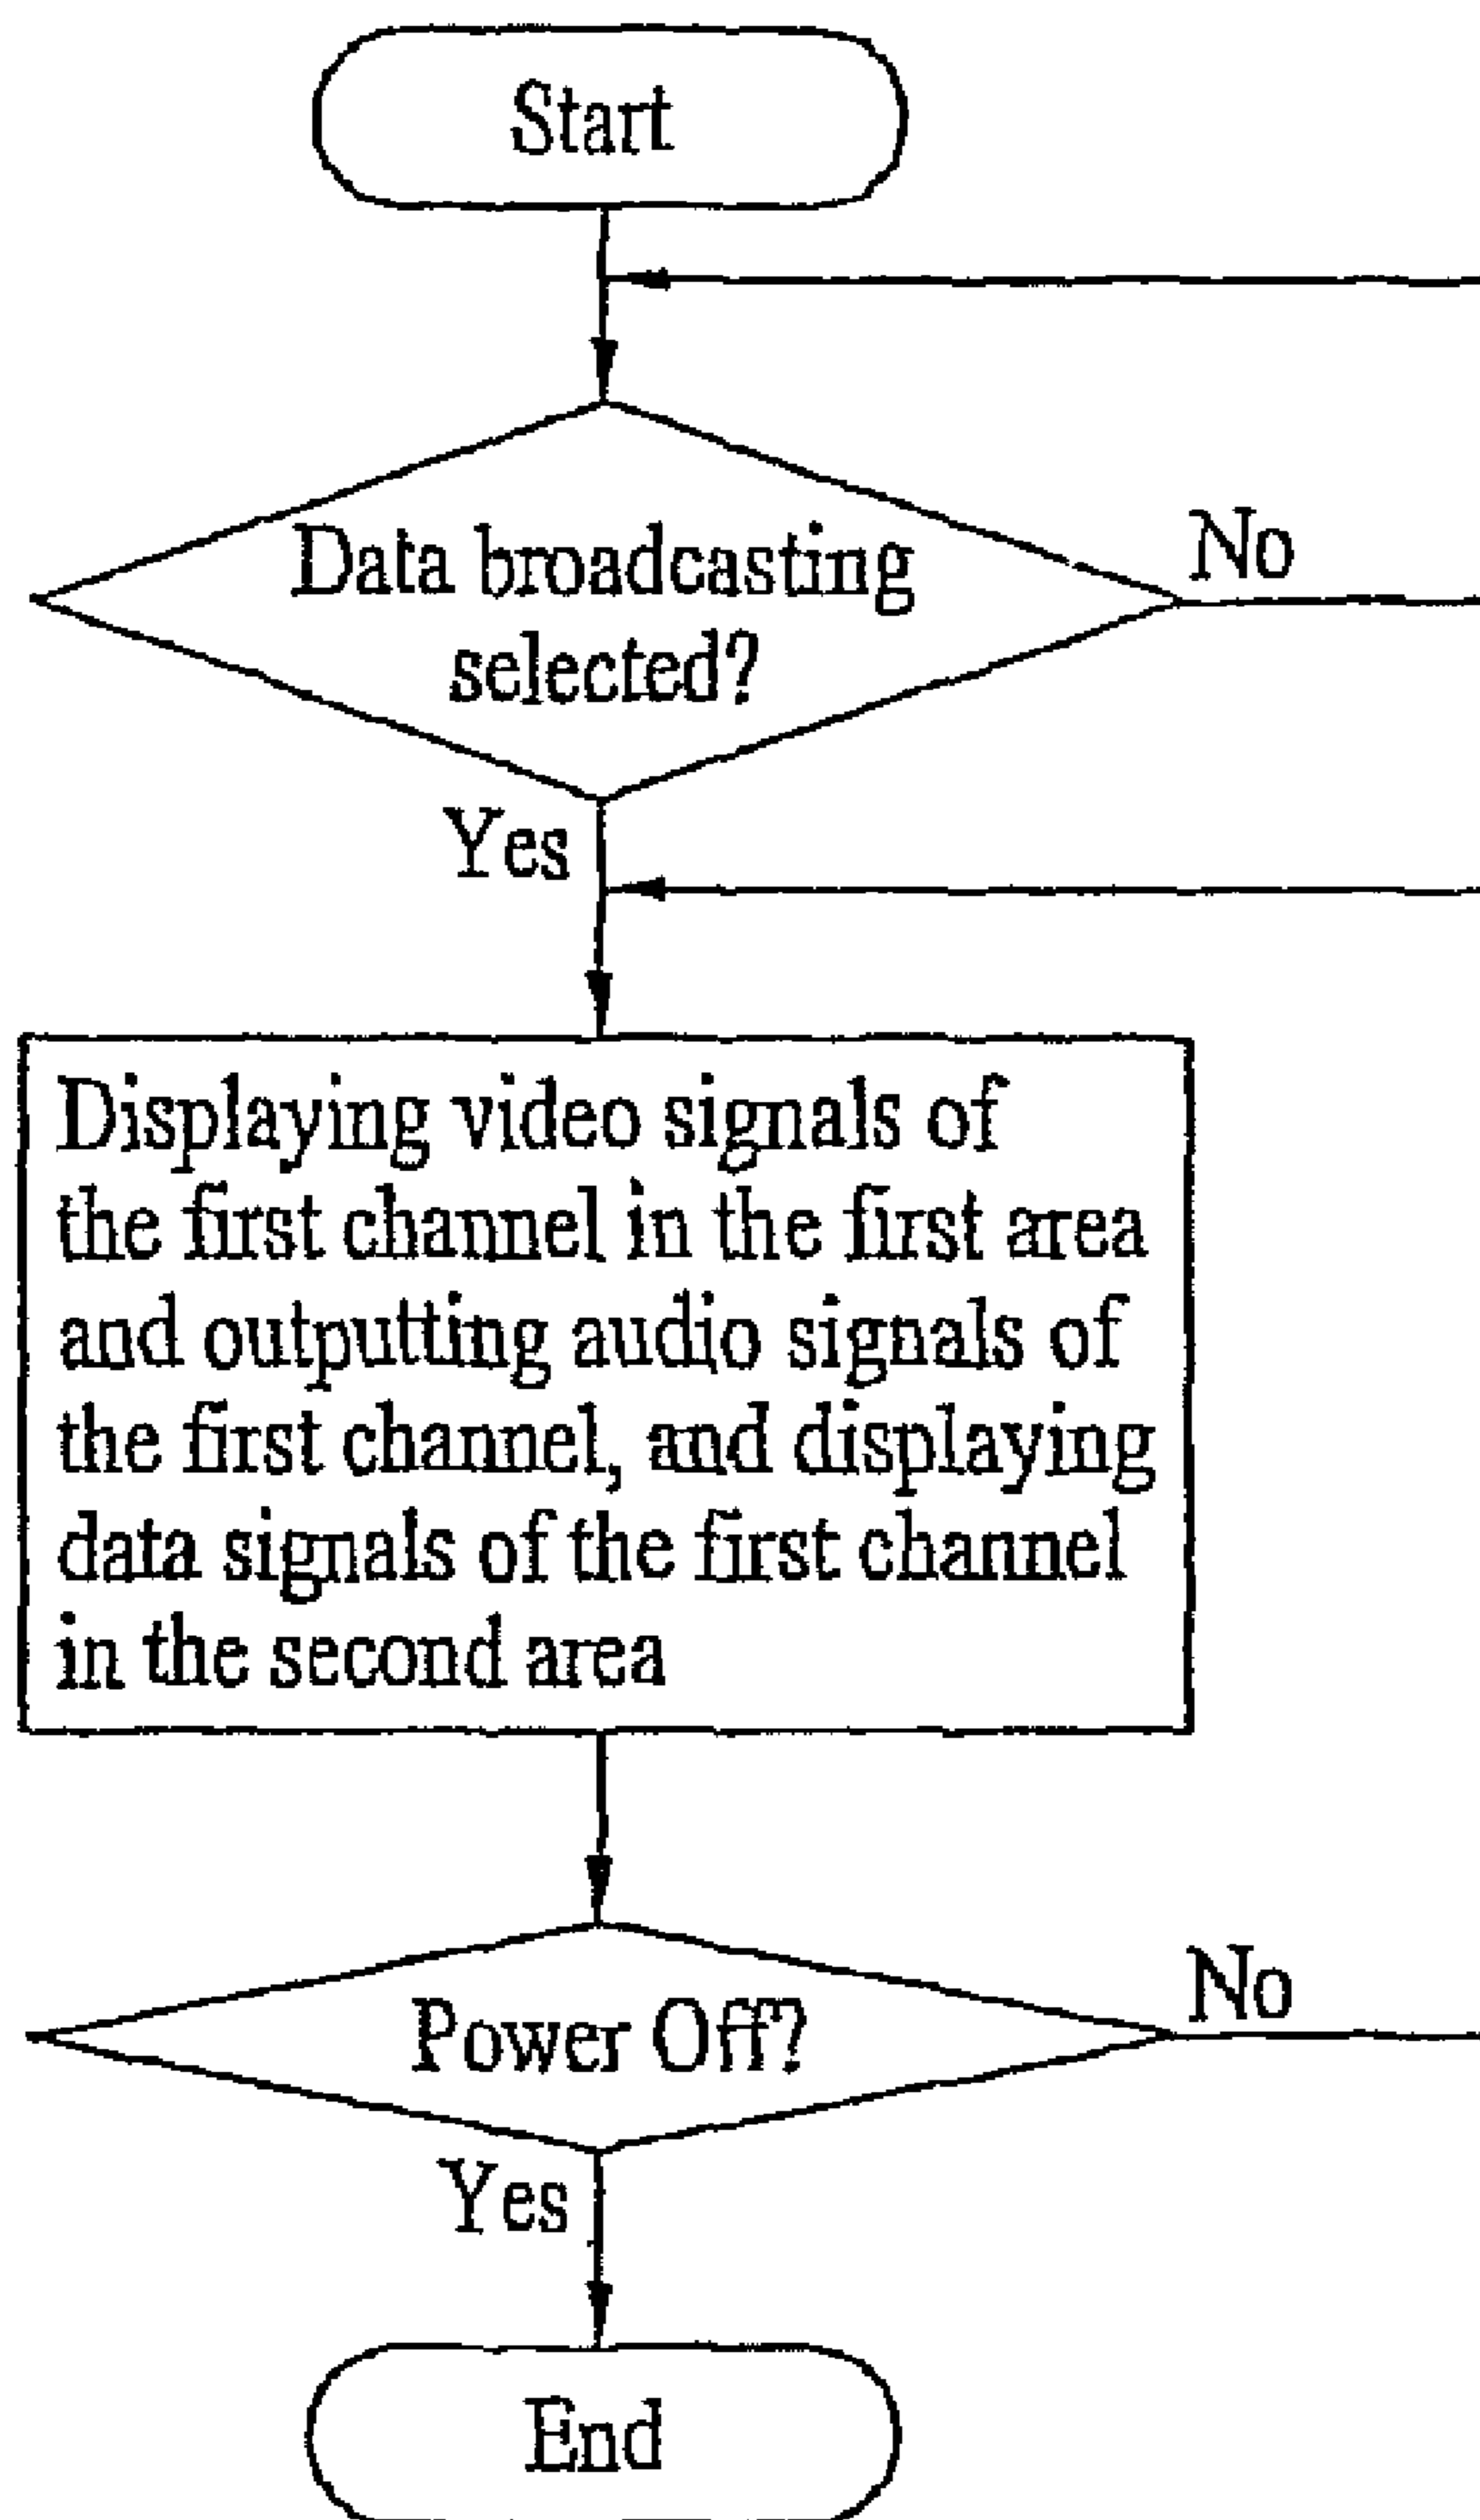 Start
Data broadcasting
selected?
No
Yes
Displaying video signals of
the first channel in the first area
and outputting audio signals of
the first channel, and displaying
data signals of the first channel
in the second area
Power Off?
No
Yes
End